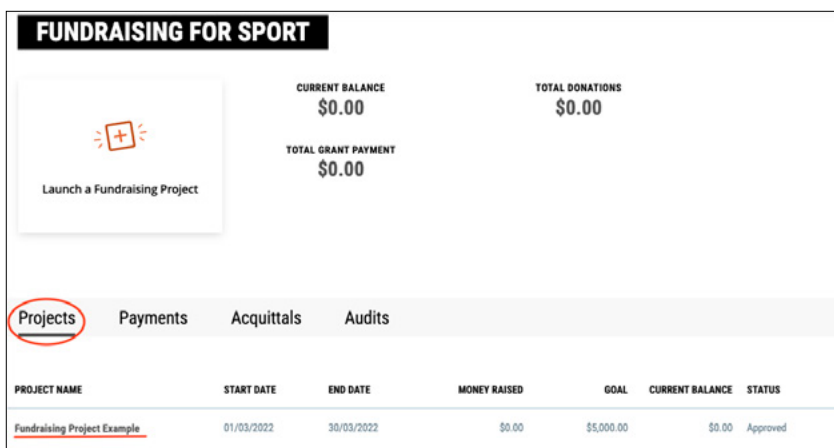 FUNDRAISING FOR SPORT
CURRENT BALANCE
$0.00
TOTAL DONATIONS
$0.00
TOTAL GRANT PAYMENT
$0.00
Launch a Fundraising Project
Projects Payments Acquittals Audits
PROJECT NAME START DATE END DATE MONEY RAISED GOAL CURRENT BALANCE STATUS
Fundraising Project Example 01/03/2022 30/03/2022 $0.00 $5,000.00 $0.00 Approved